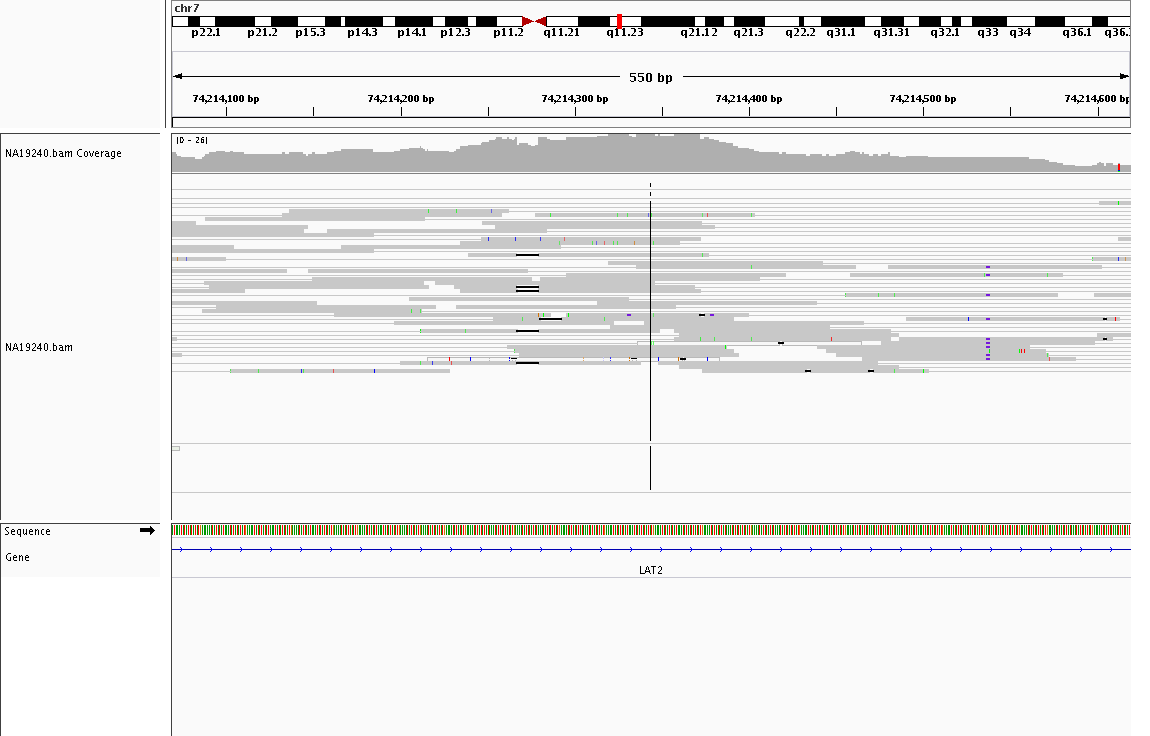 chr7
p22.1 p21.2 p15.3 p14.3 p14.1 p12.3 p11.2 q11.21 q11.23 q21.12 q21.3 q22.2 q31.1 q31.31 q32.1 q33 q34 q36.1 q36.
550 bp
74,214,100 bp 74,214,200 bp 74,214,300 bp 74,214,400 bp 74,214,500 bp 74,214,600 bp
[0 - 26]
NA19240.bam Coverage
NA19240.bam
Sequence
Gene
LAT2